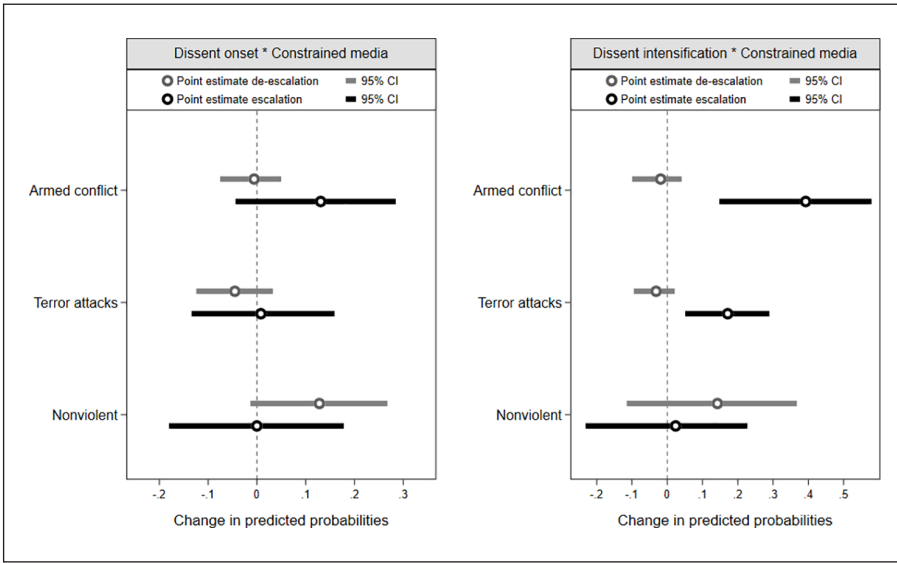 Dissent onset * Constrained media
Point estimate de-escalation 95% CI
Point estimate escalation 95% CI
Armed conflict
Terror attacks
Nonviolent
-.2 -.1 0 .1 .2 .3
Change in predicted probabilities
Dissent intensification * Constrained media
Point estimate de-escalation 95% CI
Point estimate escalation 95% CI
Armed conflict
Terror attacks
Nonviolent
-.2 -.1 0 .1 .2 .3 .4 .5
Change in predicted probabilities